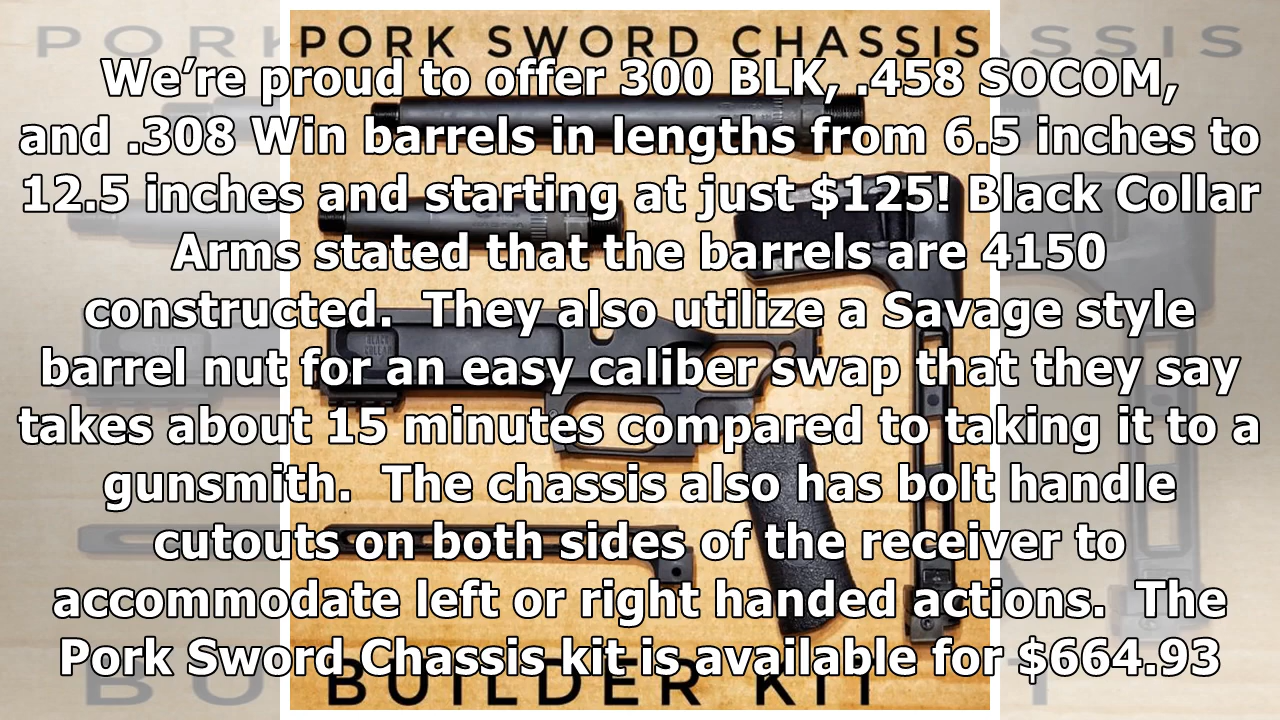 PORK SWORD CHASSIS
We’re proud to offer 300 BLK, .458 SOCOM,
and .308 Win barrels in lengths from 6.5 inches to
12.5 inches and starting at just $125! Black Collar
Arms stated that the barrels are 4150
constructed.  They also utilize a Savage style
barrel nut for an easy caliber swap that they say
takes about 15 minutes compared to taking it to a
gunsmith.  The chassis also has bolt handle
cutouts on both sides of the receiver to
accommodate left or right handed actions.  The
Pork Sword Chassis kit is available for $664.93
BUILDER KIT